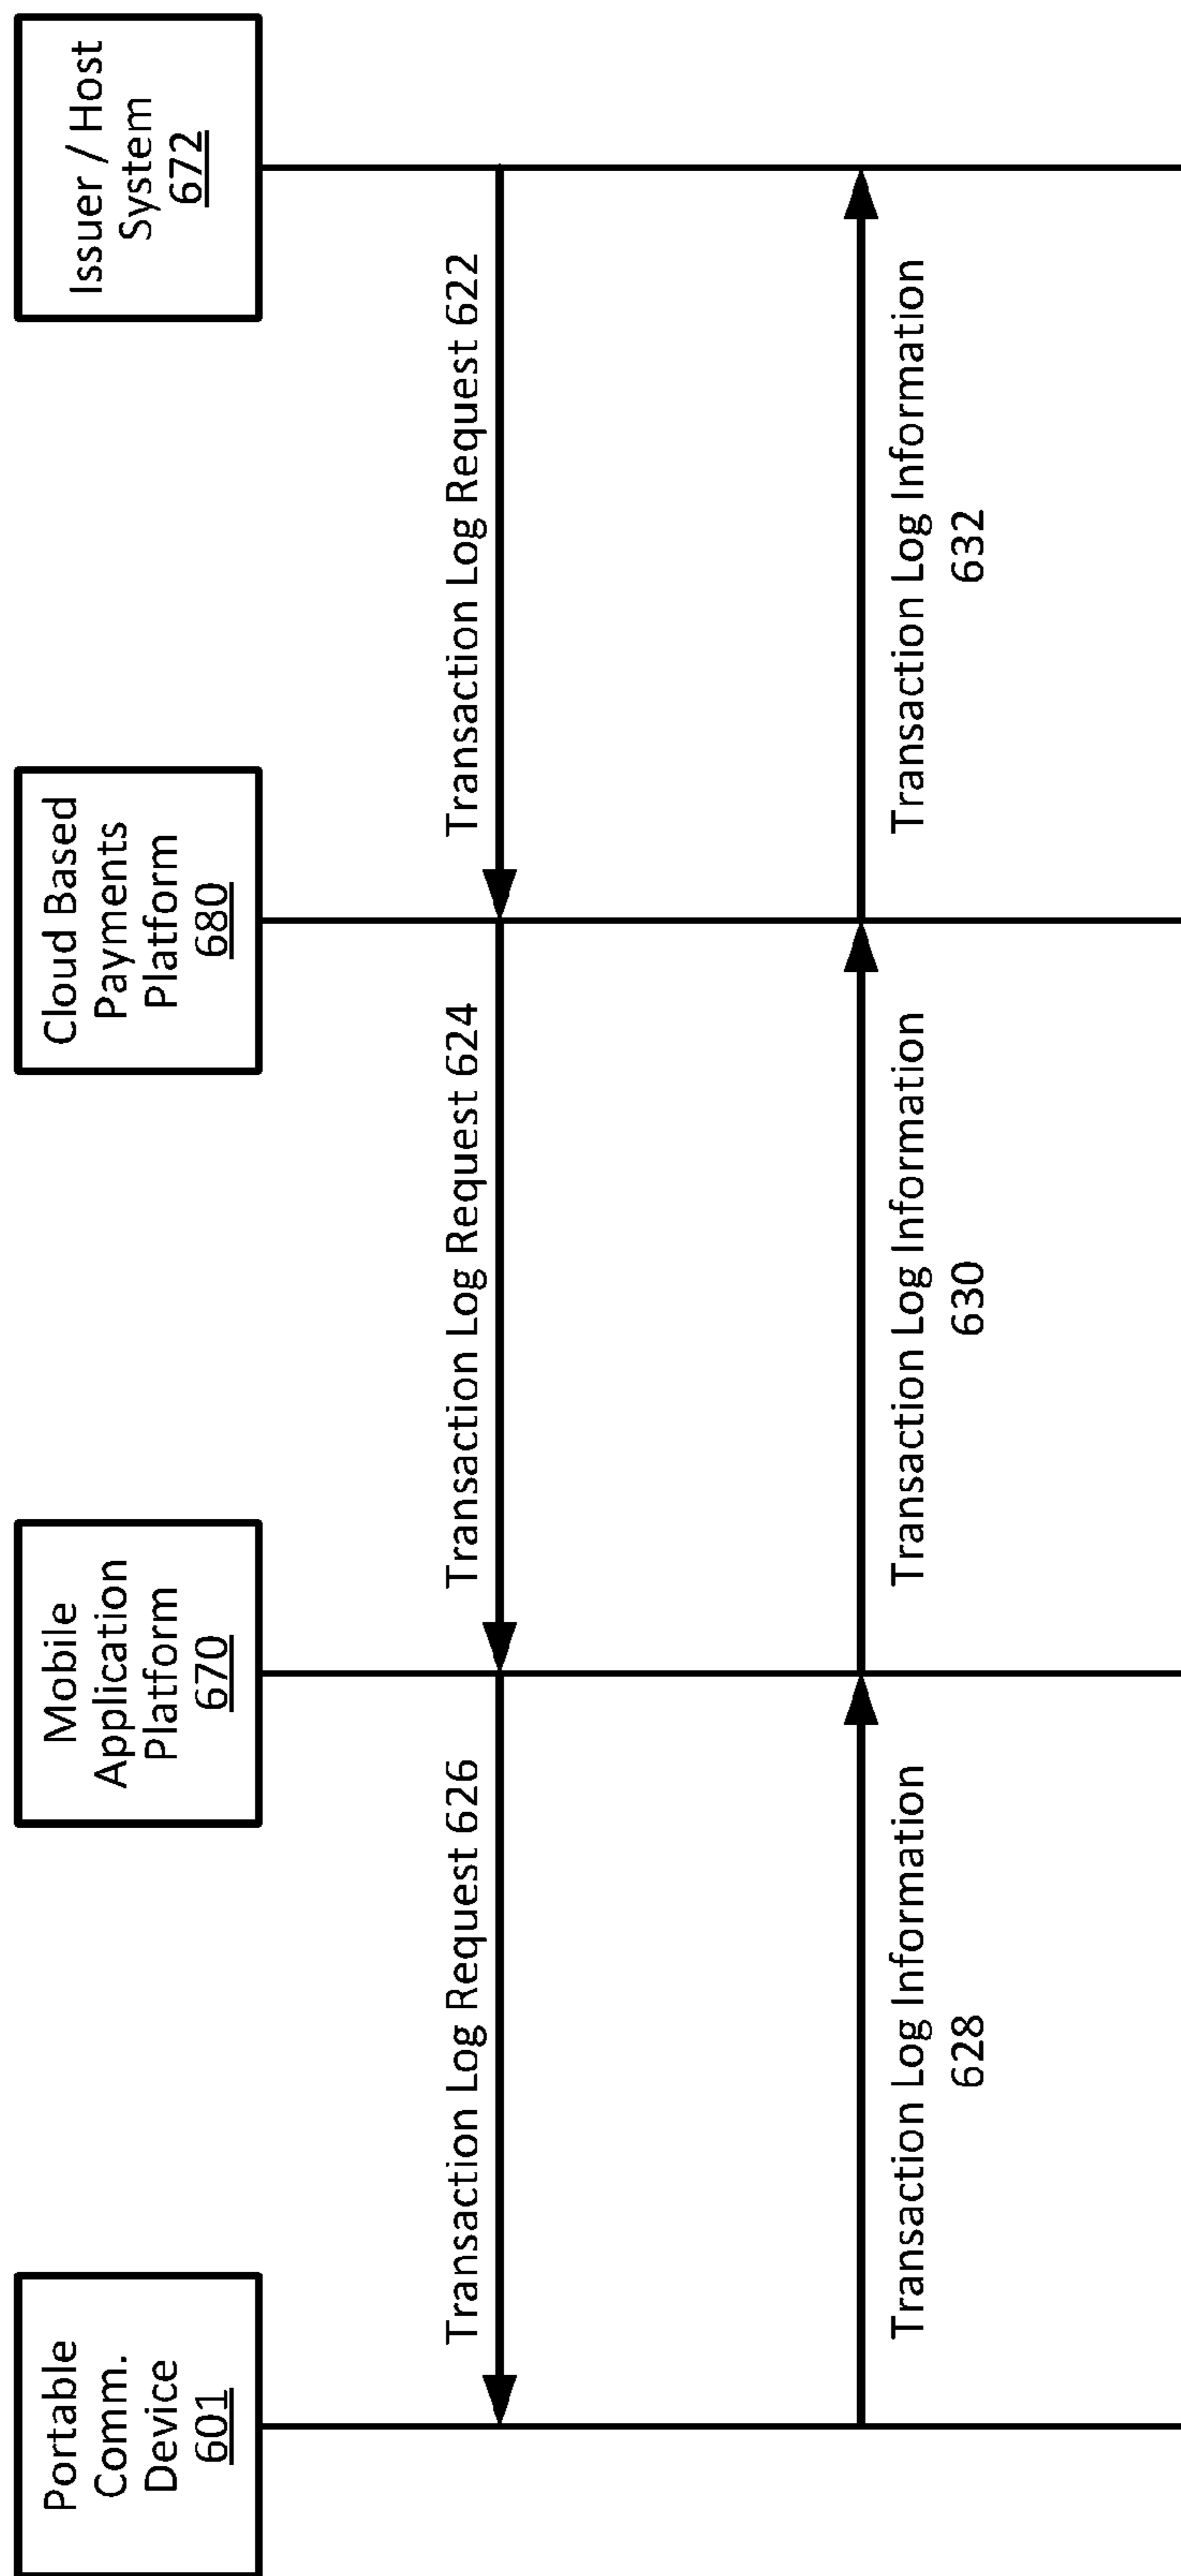 Portable
Comm.
Device
601
Mobile
Application
Platform
670
Cloud Based
Payments
Platform
680
Issuer / Host
System
672
Transaction Log Request 626
Transaction Log Request 624
Transaction Log Request 622
Transaction Log Information
628
Transaction Log Information
630
Transaction Log Information
632